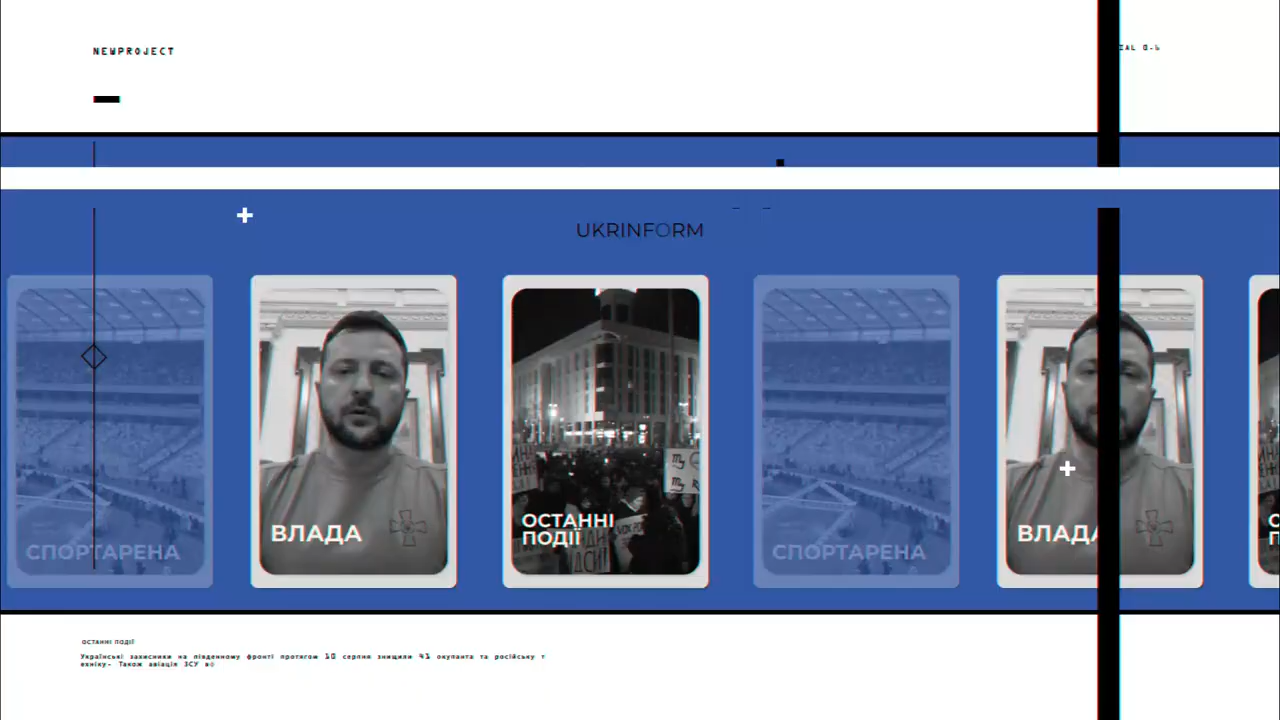 NEWPROJECT
UKRINFORM
СПОРТАРЕНА
ВЛАДА
ОСТАННІ
ПОДІЇ
СПОРТАРЕНА
ВЛАДА
ОСТАННІ ПОДІЇ
Українські захисники на південному фронті протягом 10 серпня знищили 41 окупанта та російську т
ехніку. Також авіація ЗСУ